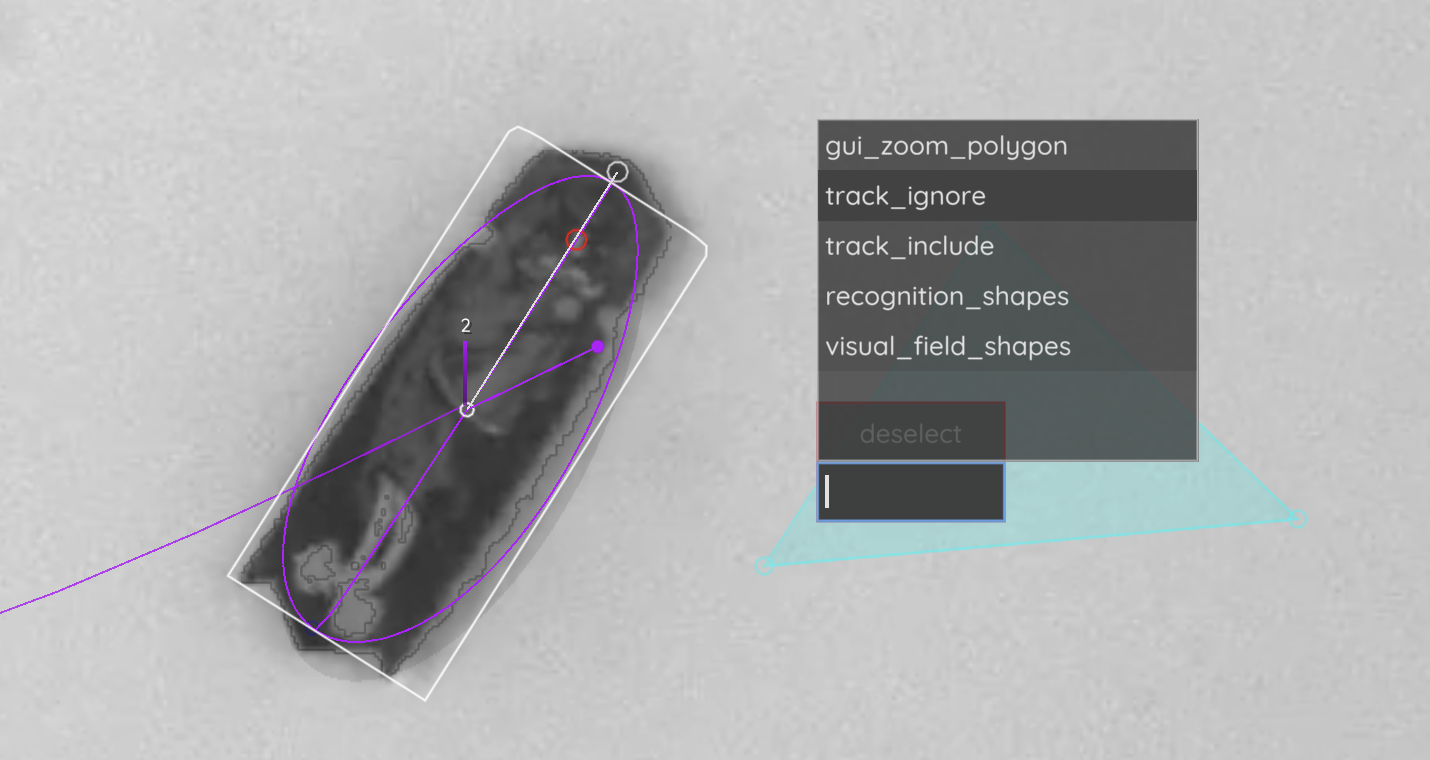 2
gui_zoom_polygon
track_ignore
track_include
recognition_shapes
visual_field_shapes
deselect